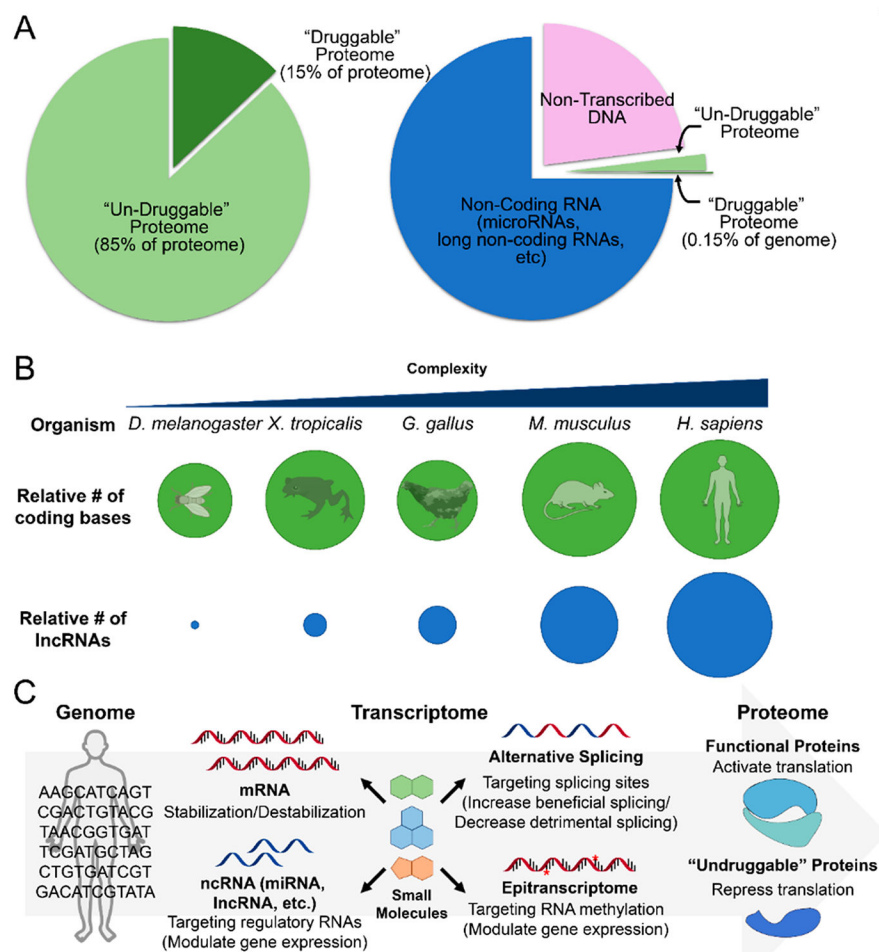 A
"Druggable"
Proteome
(15% of proteome)
"Un-Druggable"
Proteome
(85% of proteome)
Non-Transcribed
DNA
"Un-Druggable"
Proteome
Non-Coding RNA
(microRNAs,
long non-coding RNAs,
etc)
"Druggable"
Proteome
(0.15% of genome)
B
Complexity
Organism D. melanogaster X. tropicalis G. gallus M. musculus H. sapiens
Relative # of
coding bases
Relative # of
lncRNAs
C
Genome
AAGCATCAGT
CGACTGTACG
TAACGGTGAT
TCGATGCTAG
CTGTGATCGT
GACATCGTATA
Transcriptome
mRNA
Stabilization/Destabilization
ncRNA (miRNA,
lncRNA, etc.)
Targeting regulatory RNAs
(Modulate gene expression)
Small
Molecules
Alternative Splicing
Targeting splicing sites
(Increase beneficial splicing/
Decrease detrimental splicing)
Epitranscriptome
Targeting RNA methylation
(Modulate gene expression)
Proteome
Functional Proteins
Activate translation
"Undruggable" Proteins
Repress translation